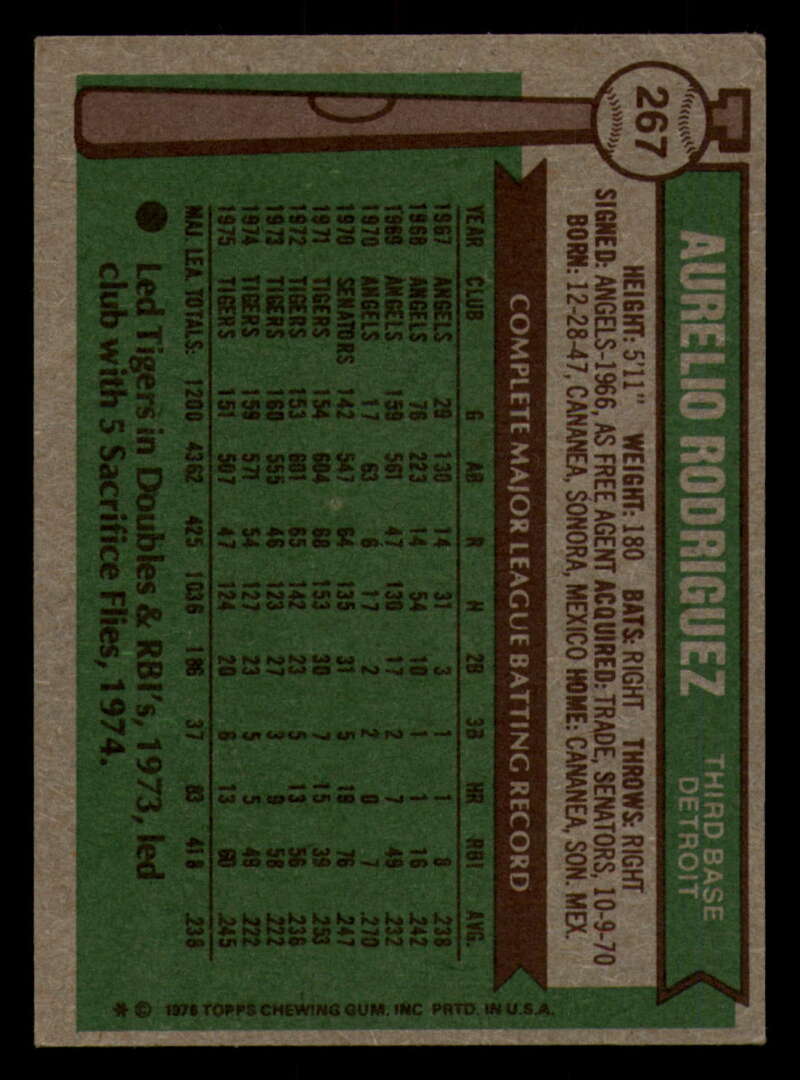 267
AURELIO RODRIGUEZ
THIRD BASE
DETROIT
HEIGHT: 5'11" WEIGHT: 180 BATS: RIGHT THROWS: RIGHT
SIGNED: ANGELS-1966, AS FREE AGENT ACQUIRED: TRADE, SENATORS, 10-9-70
BORN: 12-28-47, CANANEA, SONORA, MEXICO HOME: CANANEA, SON. MEX.
COMPLETE MAJOR LEAGUE BATTING RECORD
YEAR CLUB G AB R H 2B 3B HR RBI AVG.
1967 ANGELS 29 130 14 31 3 1 1 8 .238
1968 ANGELS 76 223 14 54 10 1 1 16 .242
1969 ANGELS 159 561 47 130 17 2 7 49 .232
1970 ANGELS 17 63 6 17 2 2 0 7 .270
1970 SENATORS 142 547 64 135 31 5 19 76 .247
1971 TIGERS 154 604 68 153 30 7 15 39 .253
1972 TIGERS 153 601 65 142 23 5 13 56 .236
1973 TIGERS 160 555 46 123 27 3 9 58 .222
1974 TIGERS 159 571 54 127 23 5 5 49 .222
1975 TIGERS 151 507 47 124 20 6 13 60 .245
MAJ. LEA. TOTALS: 1200 4362 425 1036 186 37 83 418 .238
● Led Tigers in Doubles & RBI's, 1973, led
club with 5 Sacrifice Flies, 1974.
* © 1976 TOPPS CHEWING GUM, INC PRTD. IN U.S.A.